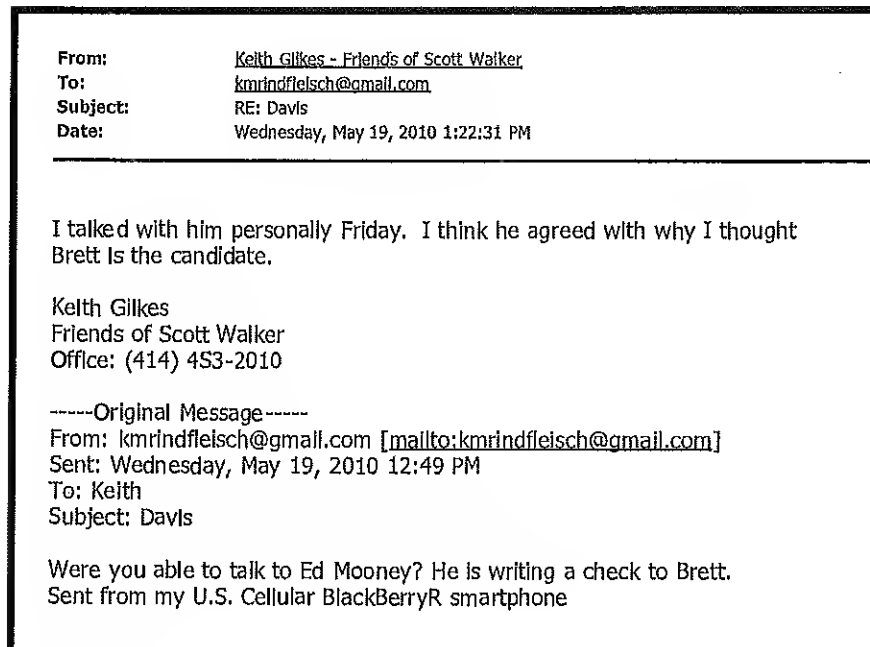 From: Keith Gilkes - Friends of Scott Walker
To: kmrindfleisch@gmail.com
Subject: RE: Davis
Date: Wednesday, May 19, 2010 1:22:31 PM
I talked with him personally Friday. I think he agreed with why I thought
Brett is the candidate.
Keith Gilkes
Friends of Scott Walker
Office: (414) 453-2010
-----Original Message-----
From: kmrindfleisch@gmail.com [mailto:kmrindfleisch@gmail.com]
Sent: Wednesday, May 19, 2010 12:49 PM
To: Keith
Subject: Davis
Were you able to talk to Ed Mooney? He is writing a check to Brett.
Sent from my U.S. Cellular BlackBerryR smartphone